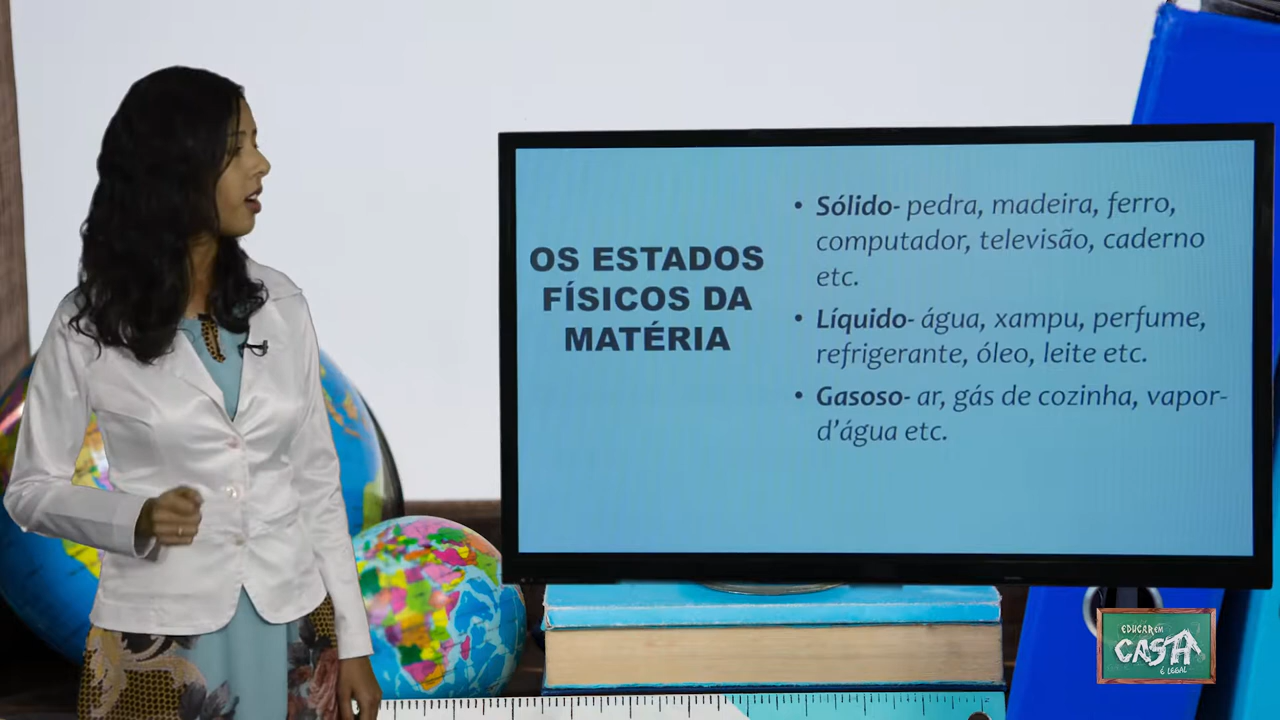 OS ESTADOS
FÍSICOS DA
MATÉRIA
• Sólido- pedra, madeira, ferro,
computador, televisão, caderno
etc.
• Líquido- água, xampu, perfume,
refrigerante, óleo, leite etc.
• Gasoso- ar, gás de cozinha, vapor-
d’água etc.
EDUCAR EM
CASA
É LEGAL